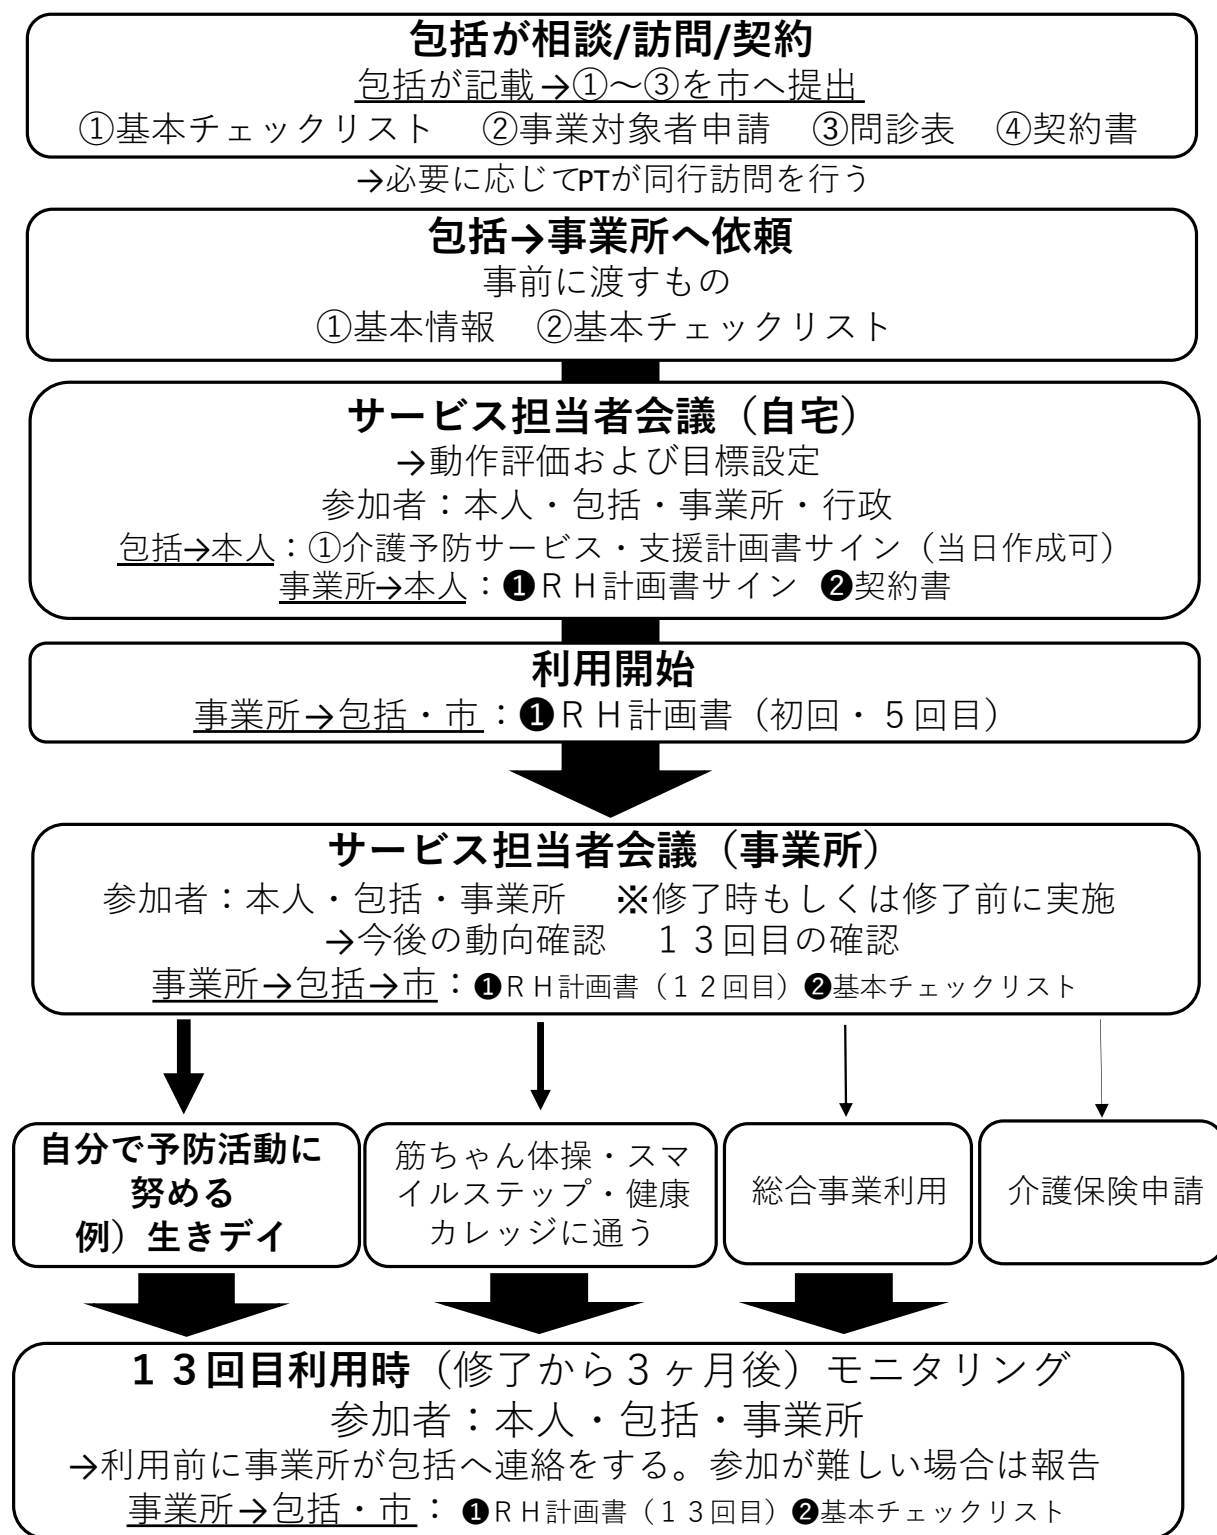 包括が相談/訪問/契約
包括が記載→①～③を市へ提出
①基本チェックリスト ②事業対象者申請 ③問診表 ④契約書
→必要に応じてPTが同行訪問を行う
包括→事業所へ依頼
事前に渡すもの
①基本情報 ②基本チェックリスト
サービス担当者会議（自宅）
→動作評価および目標設定
参加者：本人・包括・事業所・行政
包括→本人：①介護予防サービス・支援計画書サイン（当日作成可）
事業所→本人：❶ＲＨ計画書サイン ❷契約書
利用開始
事業所→包括・市：❶ＲＨ計画書（初回・５回目）
サービス担当者会議（事業所）
参加者：本人・包括・事業所 ※修了時もしくは修了前に実施
→今後の動向確認 １３回目の確認
事業所→包括→市：❶ＲＨ計画書（１２回目）❷基本チェックリスト
自分で予防活動に
努める
例）生きデイ
筋ちゃん体操・スマ
イルステップ・健康
カレッジに通う
総合事業利用
介護保険申請
１３回目利用時（修了から３ヶ月後）モニタリング
参加者：本人・包括・事業所
→利用前に事業所が包括へ連絡をする。参加が難しい場合は報告
事業所→包括・市：❶ＲＨ計画書（１３回目）❷基本チェックリスト